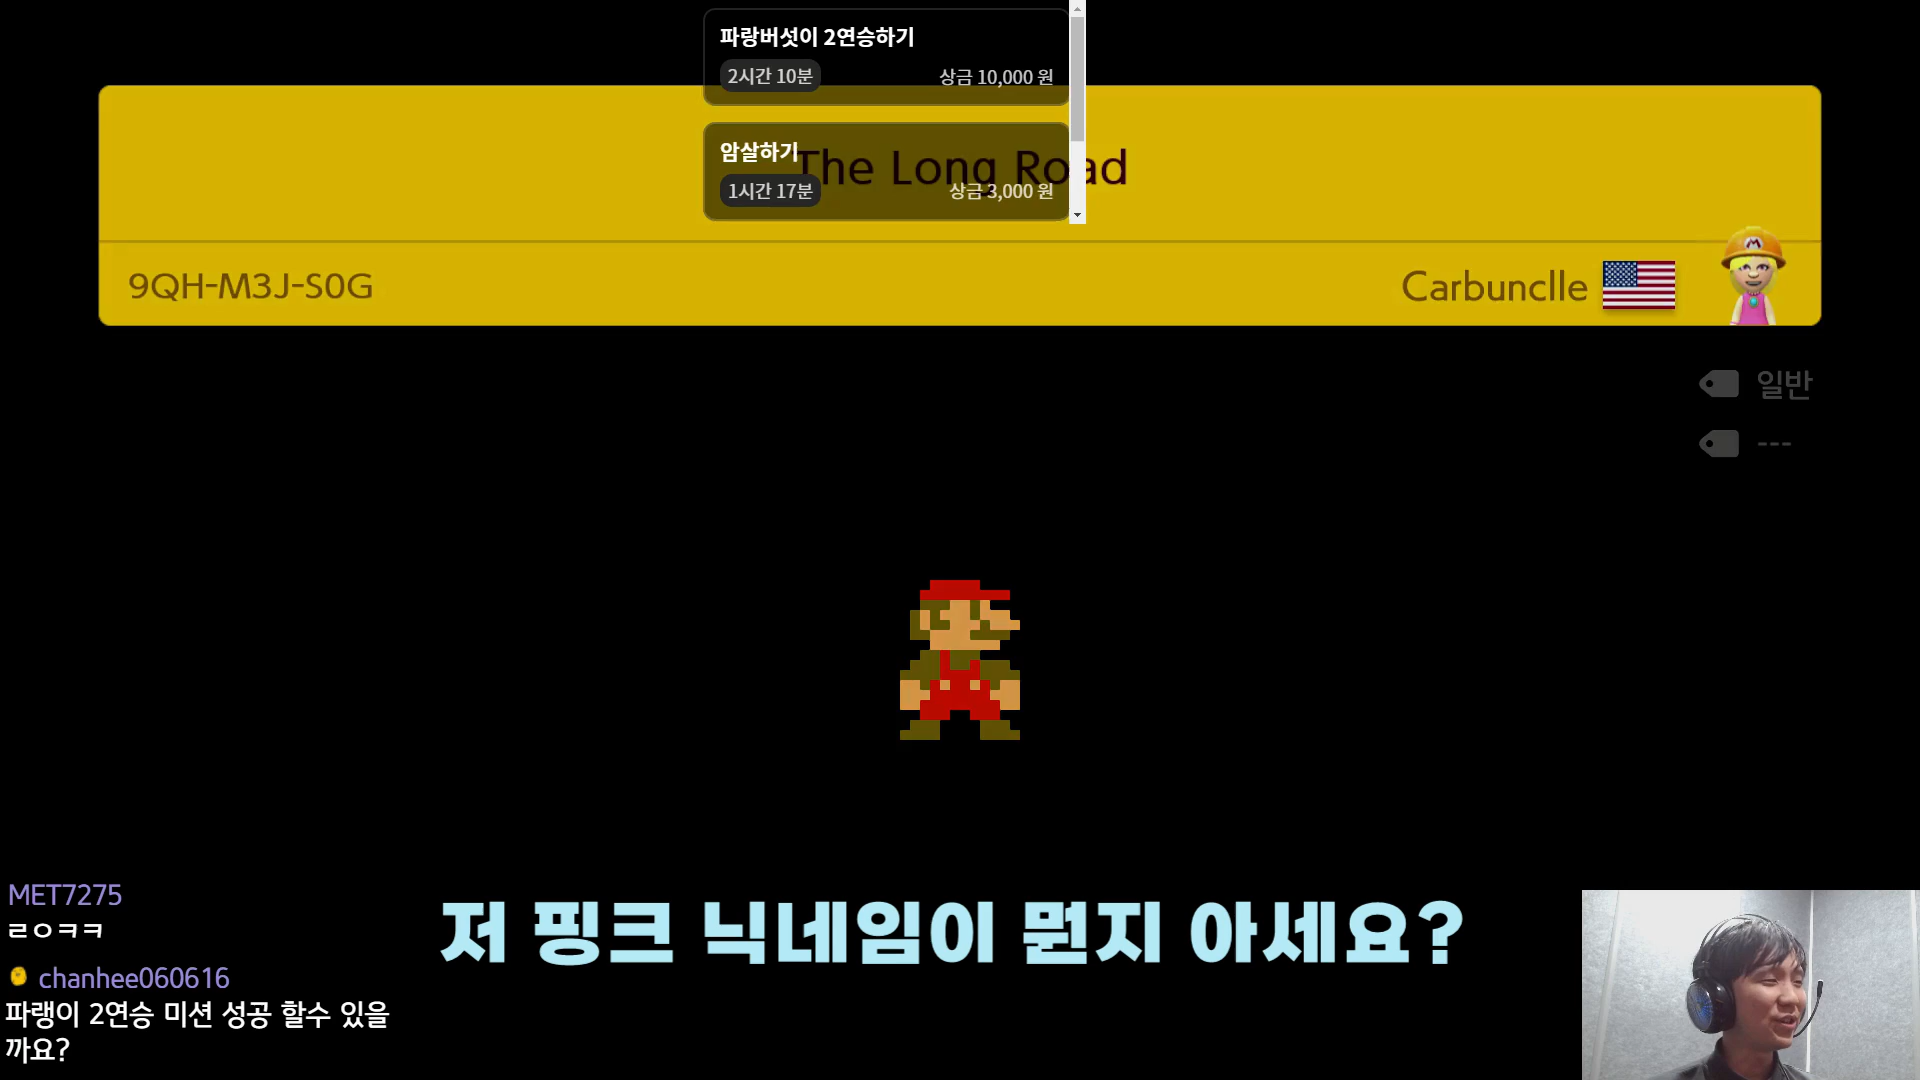 파랑버섯이 2연승하기
2시간 10분
상금 10,000 원
암살하기
1시간 17분
상금 3,000 원
The Long Road
9QH-M3J-S0G
Carbunclle
일반
---
MET7275
ㄹㅇㅋㅋ
chanhee060616
파랭이 2연승 미션 성공 할수 있을
까요?
저 핑크 닉네임이 뭔지 아세요?